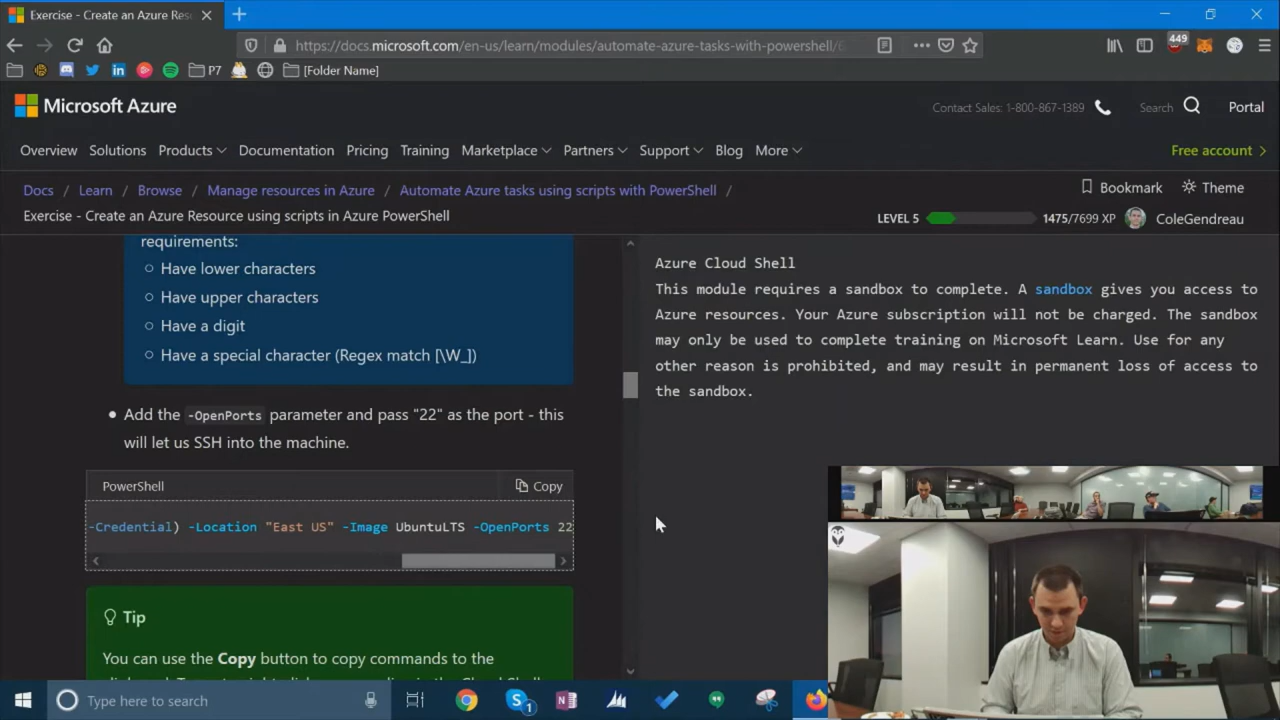 Exercise - Create an Azure Res
https://docs.microsoft.com/en-us/learn/modules/automate-azure-tasks-with-powershell/
449
P7
[Folder Name]
Microsoft Azure
Contact Sales: 1-800-867-1389
Search
Portal
Overview Solutions Products Documentation Pricing Training Marketplace Partners Support Blog More
Free account
Docs / Learn / Browse / Manage resources in Azure / Automate Azure tasks using scripts with PowerShell /
Bookmark Theme
Exercise - Create an Azure Resource using scripts in Azure PowerShell
LEVEL 5 1475/7699 XP ColeGendreau
requirements:
Have lower characters
Have upper characters
Have a digit
Have a special character (Regex match [\W_])
Add the -OpenPorts parameter and pass "22" as the port - this
will let us SSH into the machine.
PowerShell
Copy
-Credential) -Location "East US" -Image UbuntuLTS -OpenPorts 22
Tip
You can use the Copy button to copy commands to the
Azure Cloud Shell
This module requires a sandbox to complete. A sandbox gives you access to
Azure resources. Your Azure subscription will not be charged. The sandbox
may only be used to complete training on Microsoft Learn. Use for any
other reason is prohibited, and may result in permanent loss of access to
the sandbox.
Type here to search
1